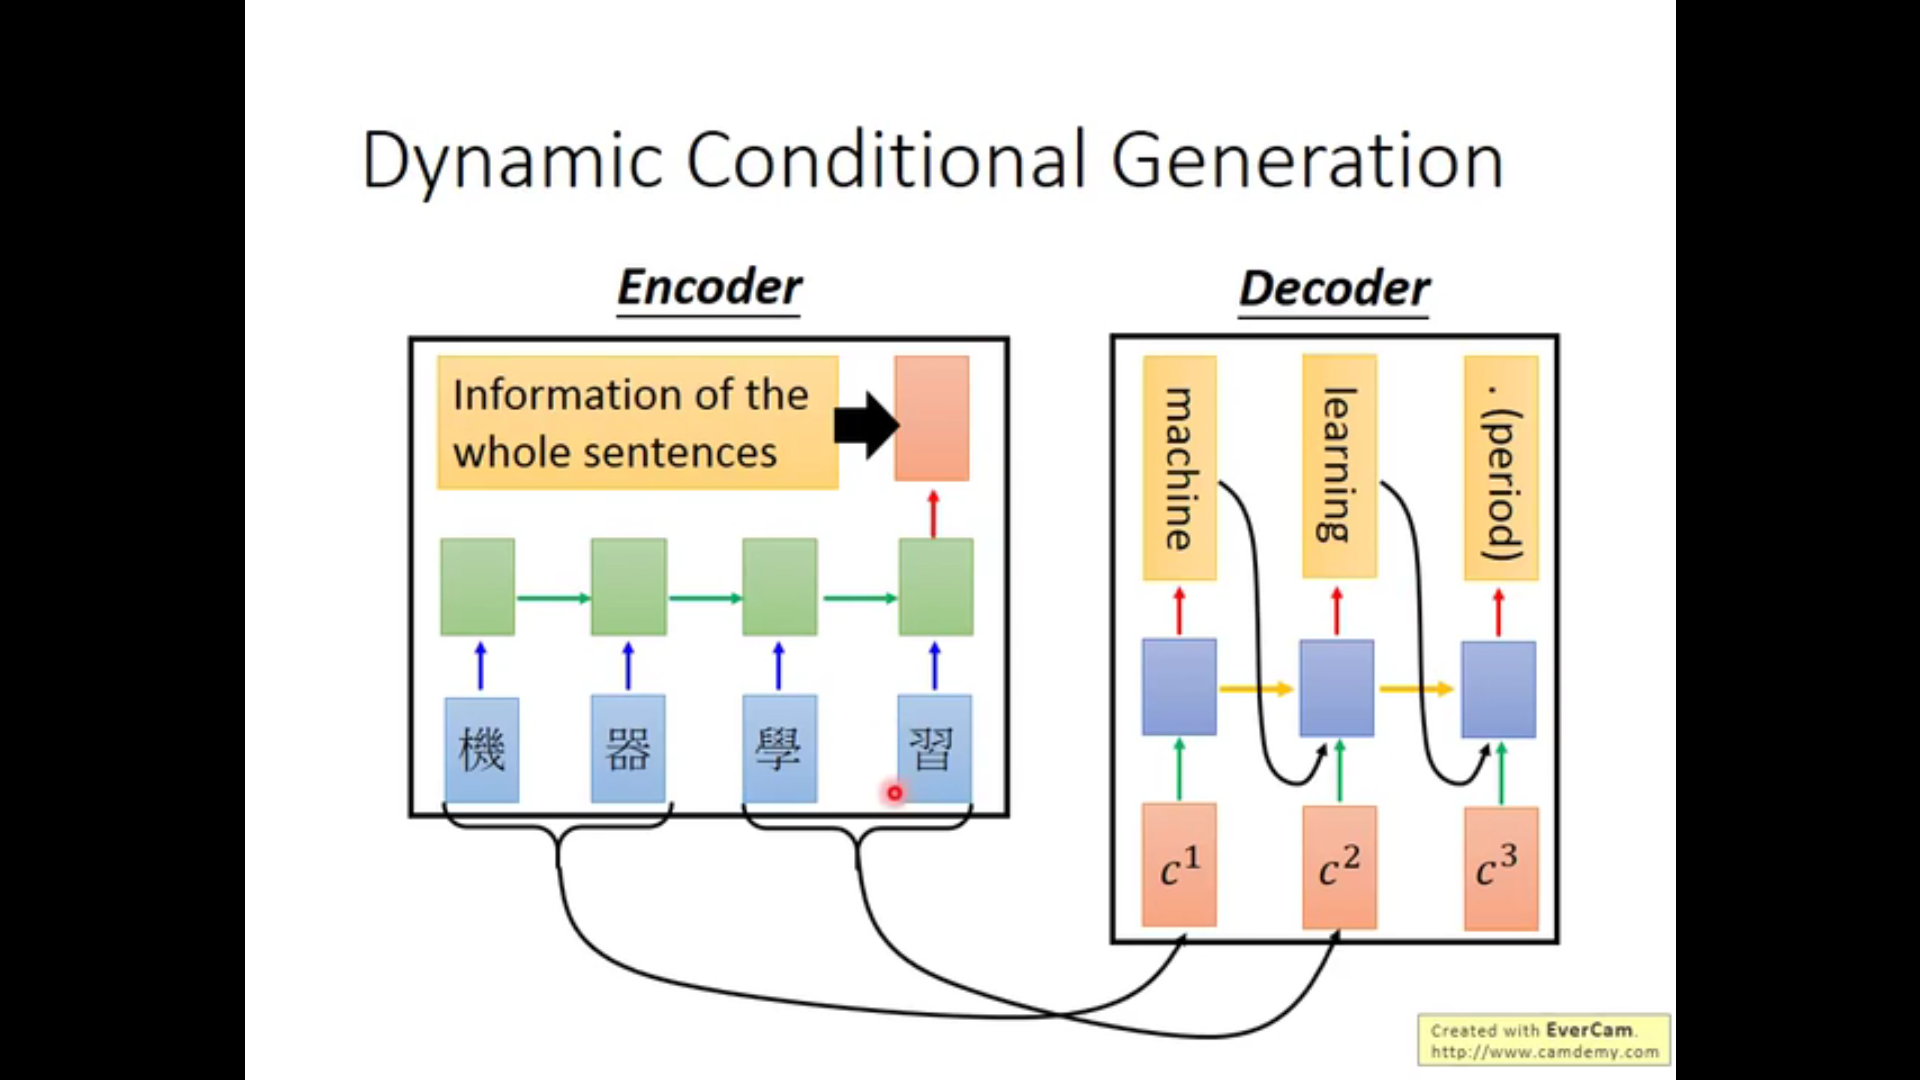 Dynamic Conditional Generation
Encoder
Decoder
Information of the
whole sentences
機
器
學
習
machine
learning
. (period)
c¹
c²
c³
Created with EverCam.
http://www.camdemy.com